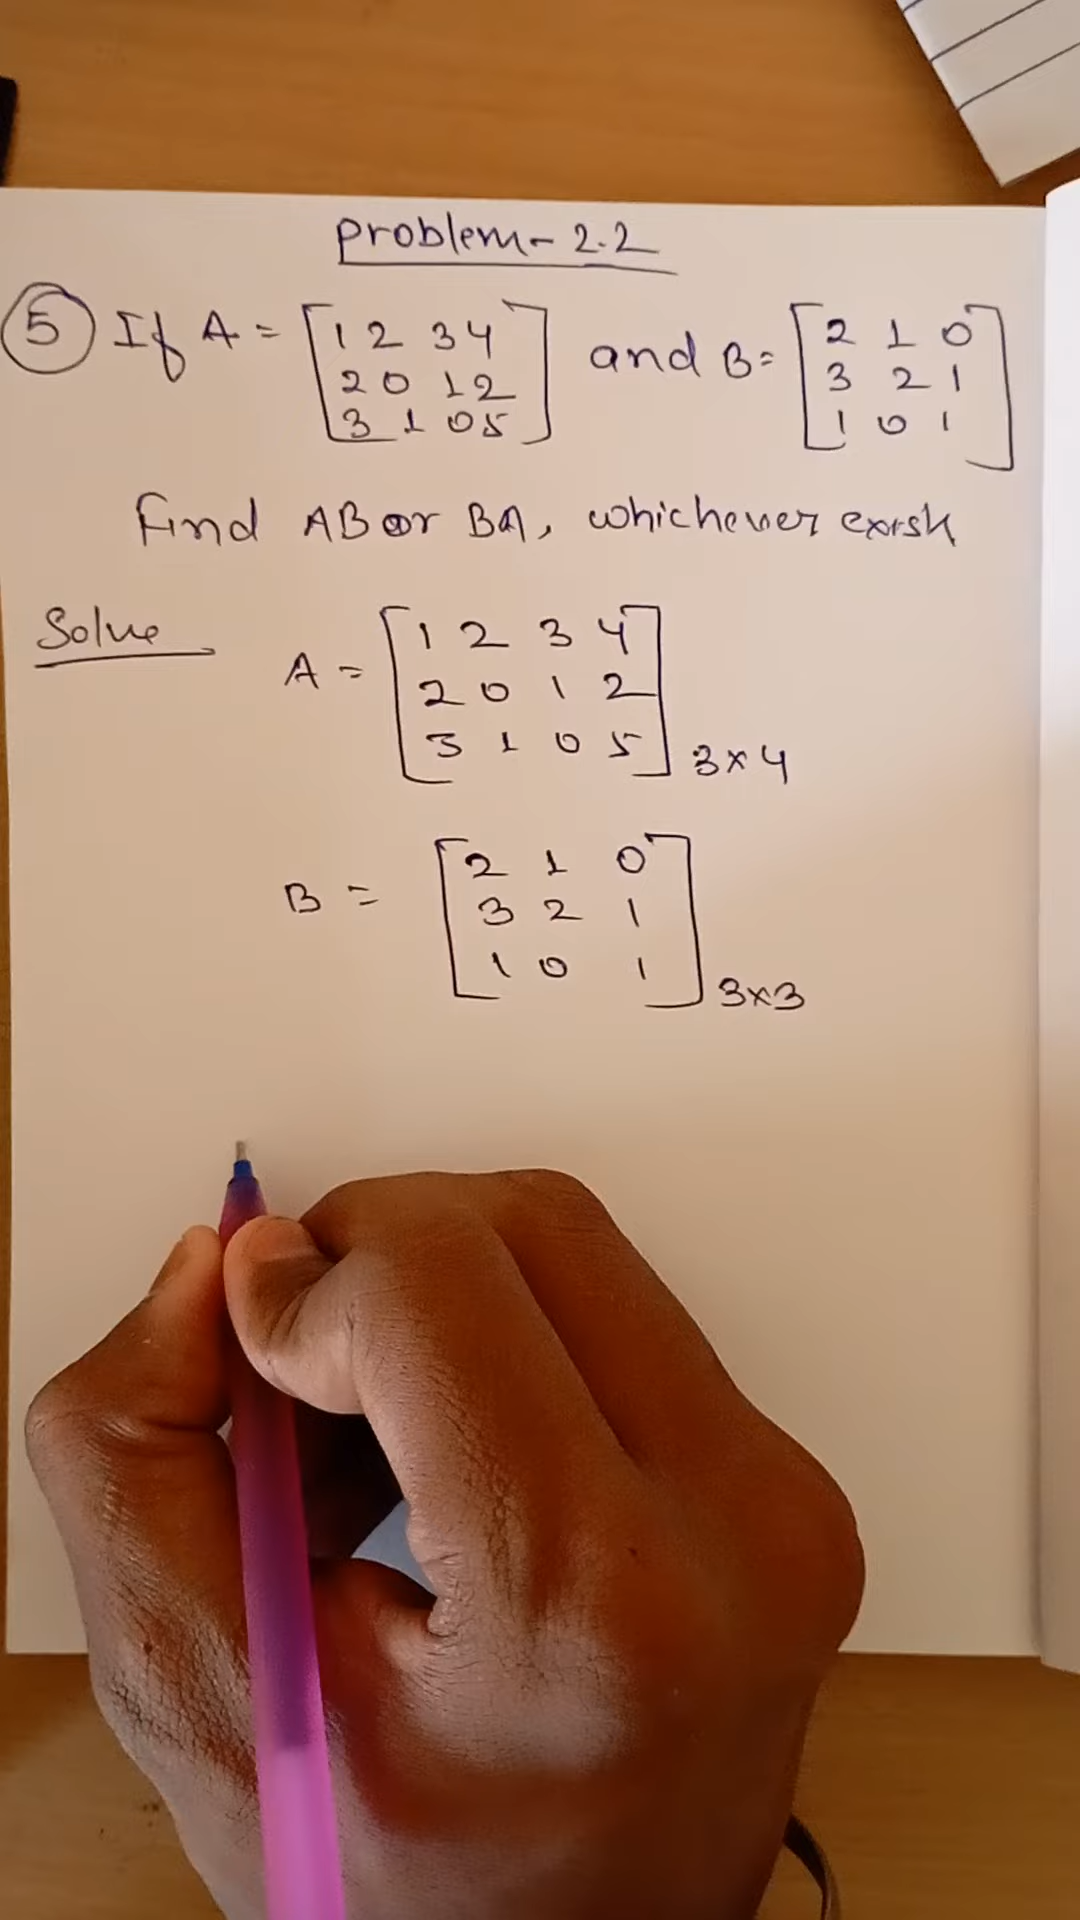 Problem- 2.2
5 If A = [1 2 3 4 and B = [2 1 0
2 0 1 2 3 2 1
3 1 0 5] 1 0 1]
Find AB or BA, whichever exists
Solve
A = [1 2 3 4
2 0 1 2
3 1 0 5] 3×4
B = [2 1 0
3 2 1
1 0 1] 3×3